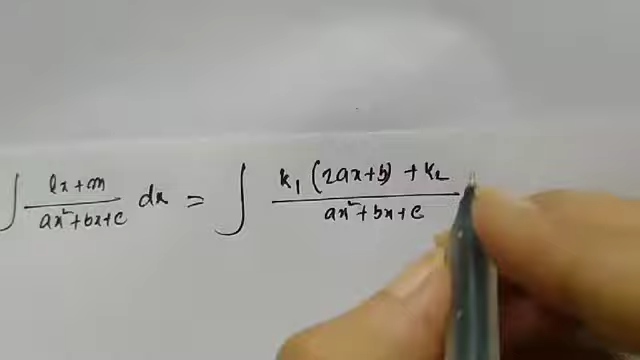 ∫ (lx+m)/(ax²+bx+c) dx = ∫ (k₁(2ax+b)+k₂)/(ax²+bx+c)